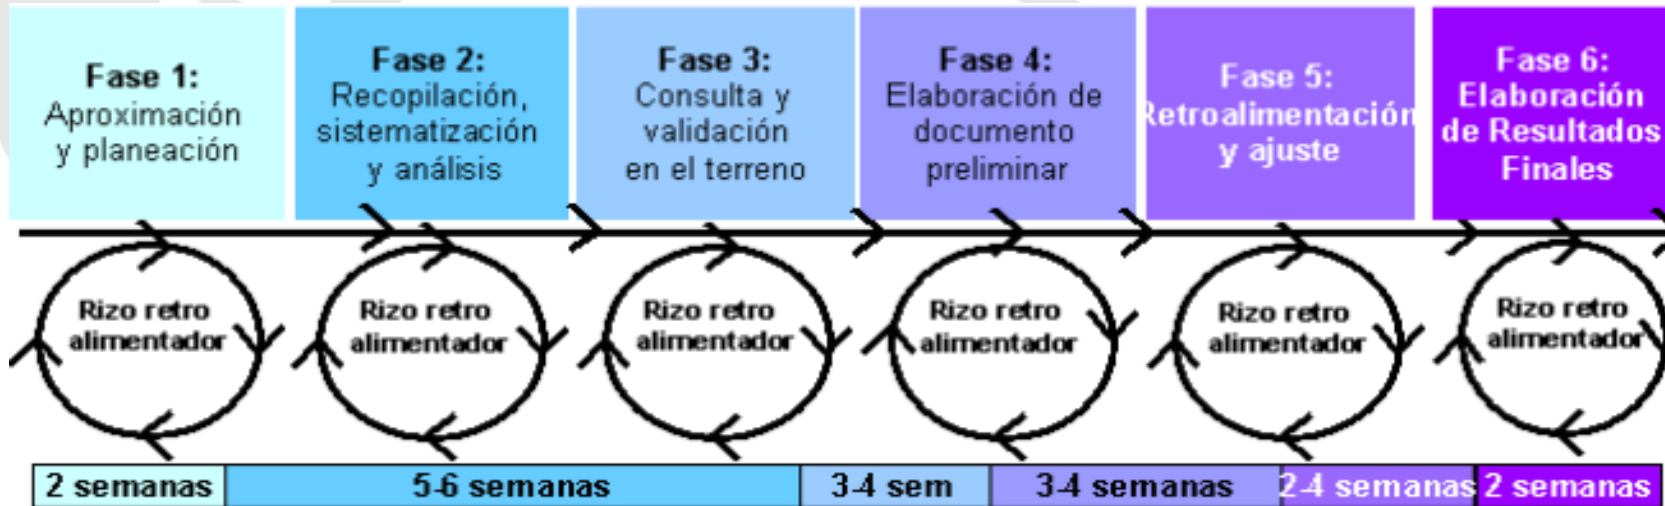 Fase 1:
Aproximación
y planeación
Fase 2:
Recopilación,
sistematización
y análisis
Fase 3:
Consulta y
validación
en el terreno
Fase 4:
Elaboración de
documento
preliminar
Fase 5:
Retroalimentación
y ajuste
Fase 6:
Elaboración
de Resultados
Finales
Rizo retro
alimentador
Rizo retro
alimentador
Rizo retro
alimentador
Rizo retro
alimentador
Rizo retro
alimentador
Rizo retro
alimentador
2 semanas
5-6 semanas
3-4 sem
3-4 semanas
2-4 semanas
2 semanas